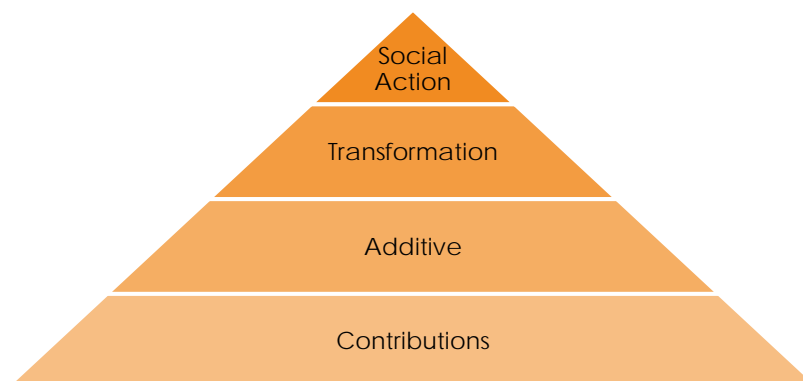 Social
Action
Transformation
Additive
Contributions